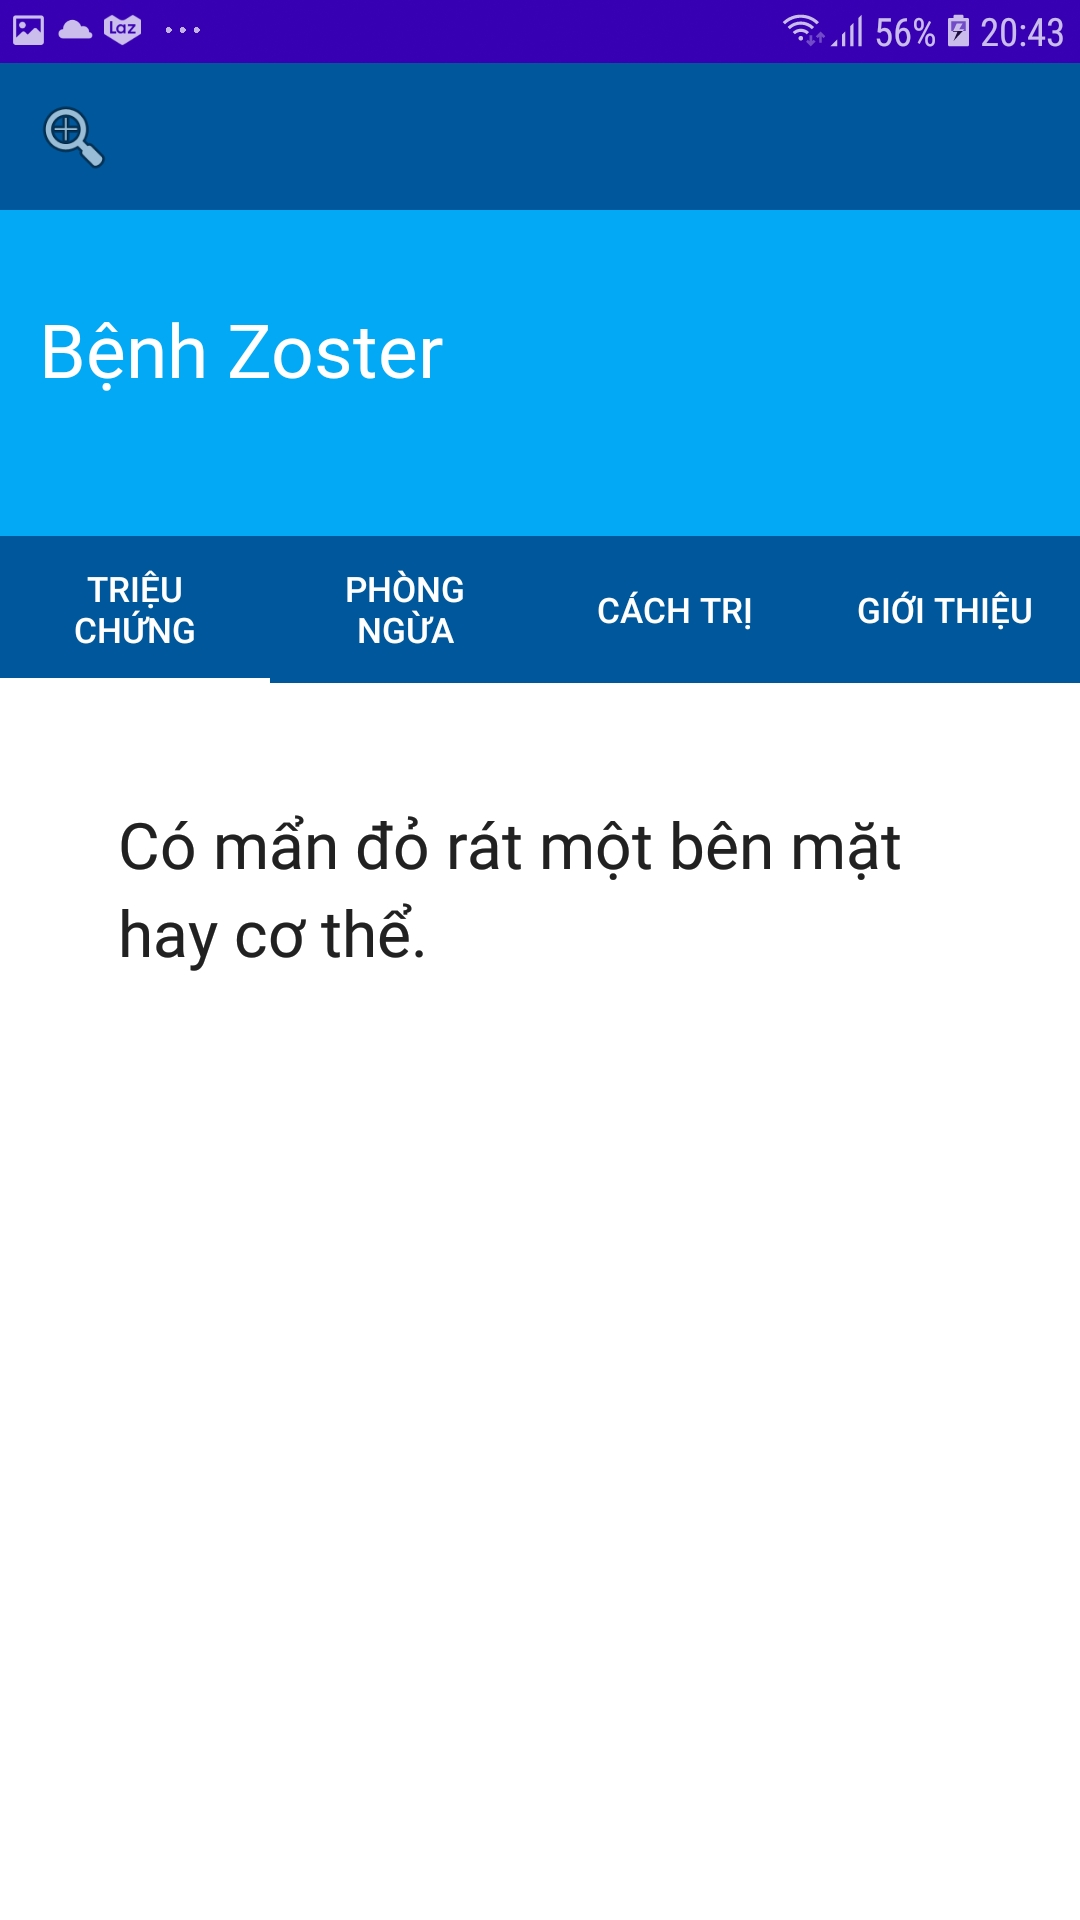 Laz 56% 20:43
Bệnh Zoster
TRIỆU CHỨNG
PHÒNG NGỪA
CÁCH TRỊ
GIỚI THIỆU
Có mẩn đỏ rát một bên mặt
hay cơ thể.